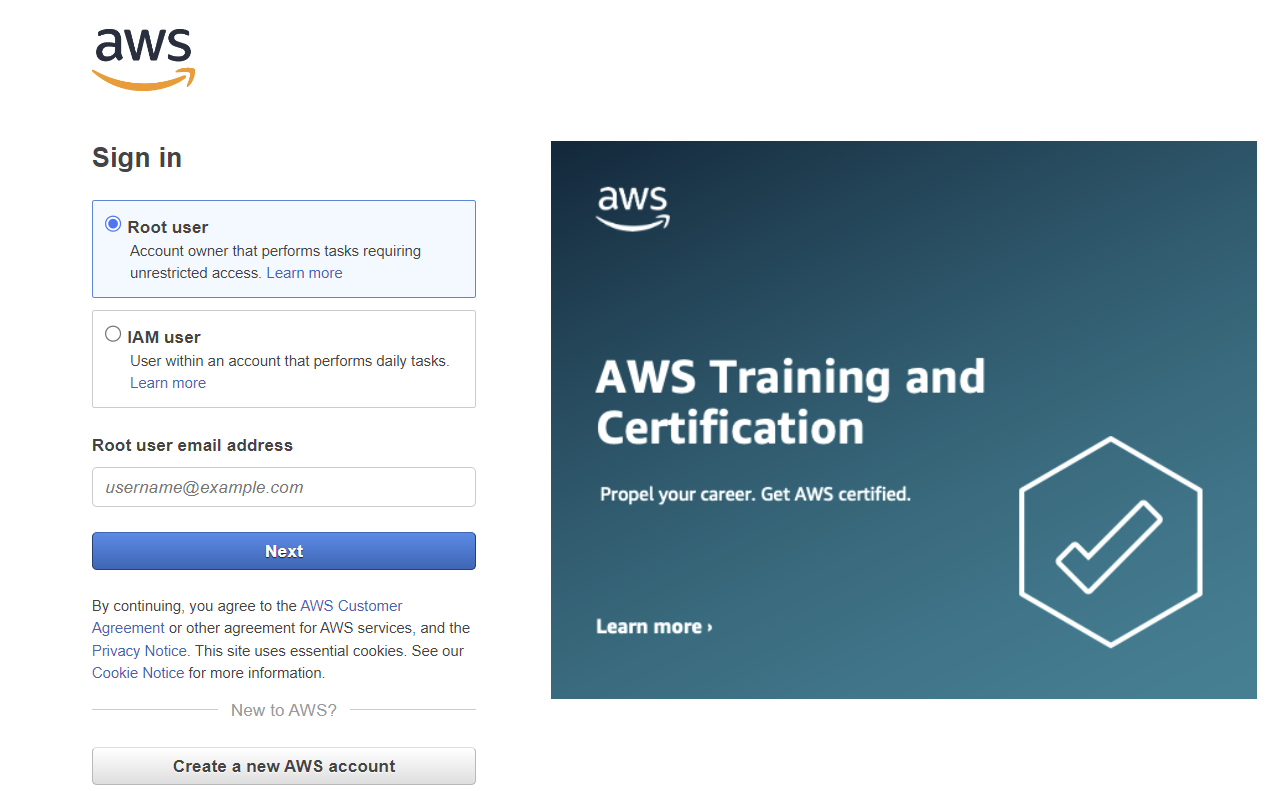 aws
Sign in
Root user
Account owner that performs tasks requiring
unrestricted access. Learn more
IAM user
User within an account that performs daily tasks.
Learn more
Root user email address
username@example.com
Next
By continuing, you agree to the AWS Customer
Agreement or other agreement for AWS services, and the
Privacy Notice. This site uses essential cookies. See our
Cookie Notice for more information.
New to AWS?
Create a new AWS account
aws
AWS Training and
Certification
Propel your career. Get AWS certified.
Learn more ›